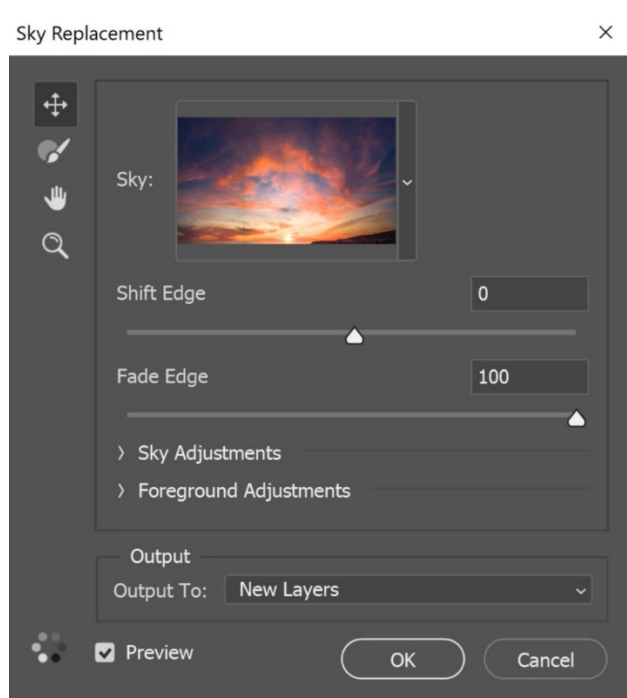 Sky Replacement
Sky:
Shift Edge 0
Fade Edge 100
Sky Adjustments
Foreground Adjustments
Output
Output To: New Layers
Preview OK Cancel